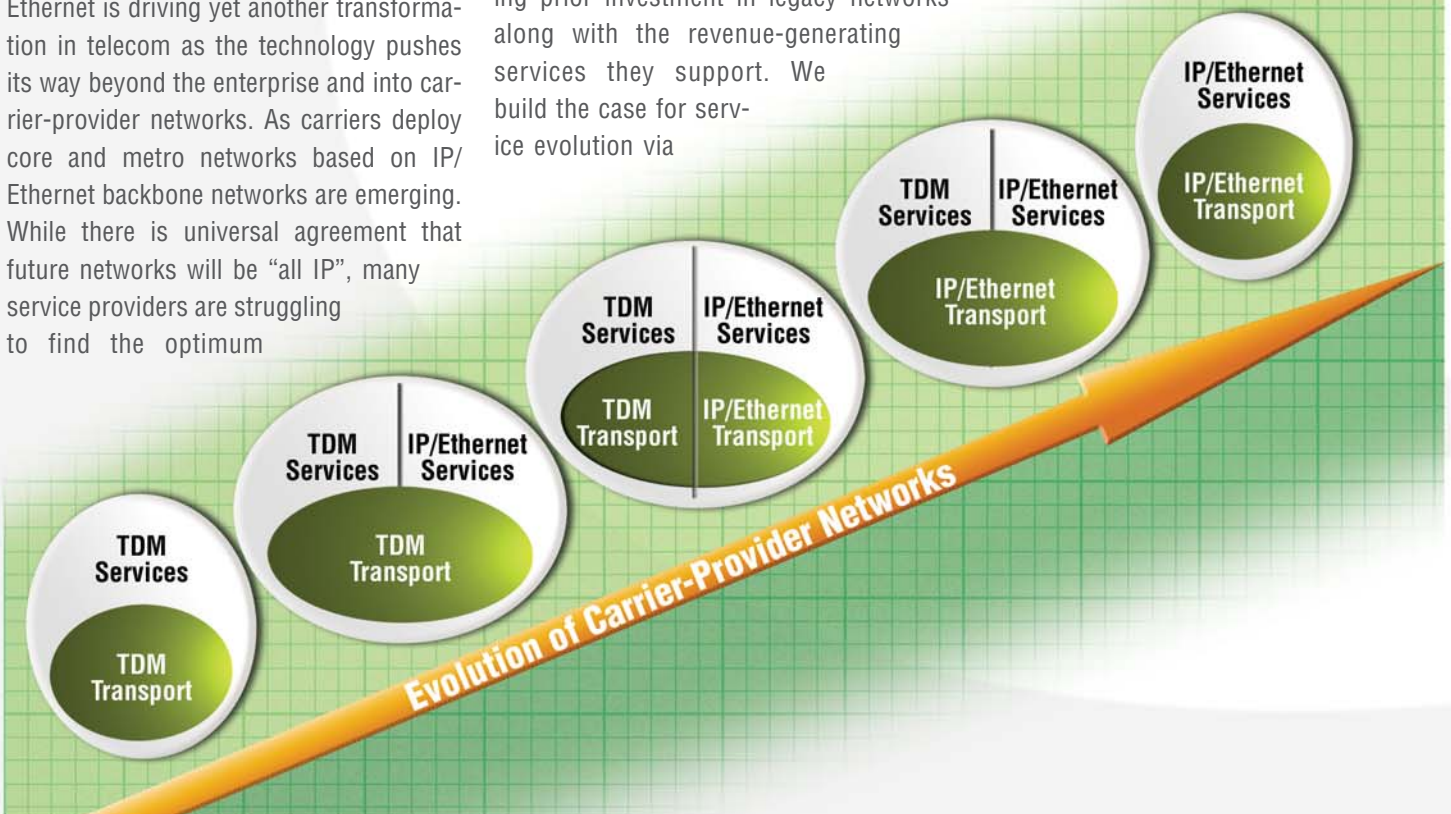 Ethernet is driving yet another transforma-
tion in telecom as the technology pushes
its way beyond the enterprise and into car-
rier-provider networks. As carriers deploy
core and metro networks based on IP/
Ethernet backbone networks are emerging.
While there is universal agreement that
future networks will be “all IP”, many
service providers are struggling
to find the optimum
ing prior investment in legacy networks
along with the revenue-generating
services they support. We
build the case for serv-
ice evolution via
TDM
Services
TDM
Transport
TDM
Services
IP/Ethernet
Services
TDM
Transport
TDM
Services
IP/Ethernet
Services
TDM
Transport
IP/Ethernet
Transport
TDM
Services
IP/Ethernet
Services
IP/Ethernet
Transport
IP/Ethernet
Services
IP/Ethernet
Transport
Evolution of Carrier-Provider Networks